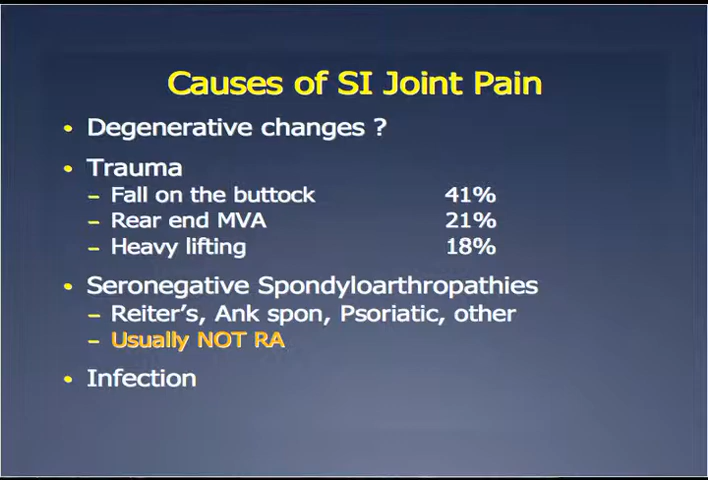 Causes of SI Joint Pain
• Degenerative changes ?
• Trauma
– Fall on the buttock 41%
– Rear end MVA 21%
– Heavy lifting 18%
• Seronegative Spondyloarthropathies
– Reiter's, Ank spon, Psoriatic, other
– Usually NOT RA
• Infection